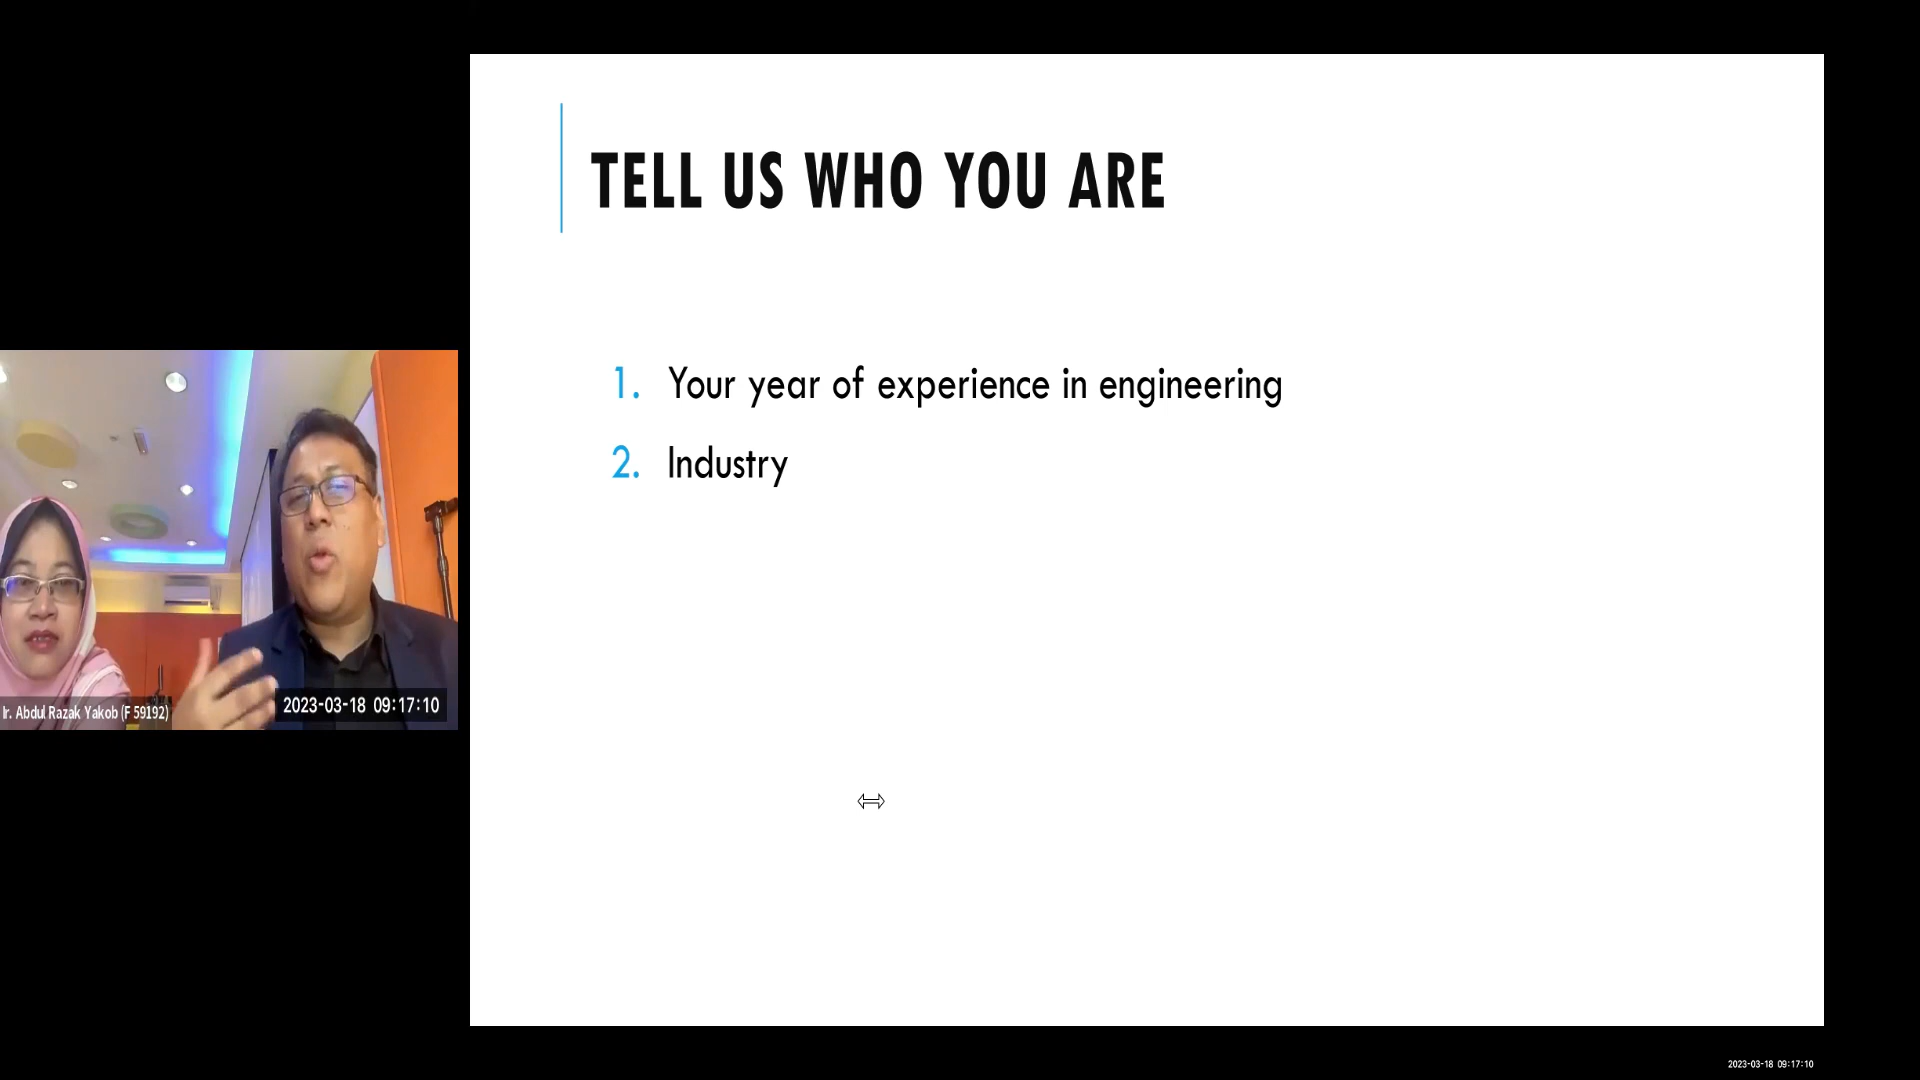 TELL US WHO YOU ARE
1. Your year of experience in engineering
2. Industry
Ir. Abdul Razak Yakob (F 59192)
2023-03-18 09:17:10
2023-03-18 09:17:10